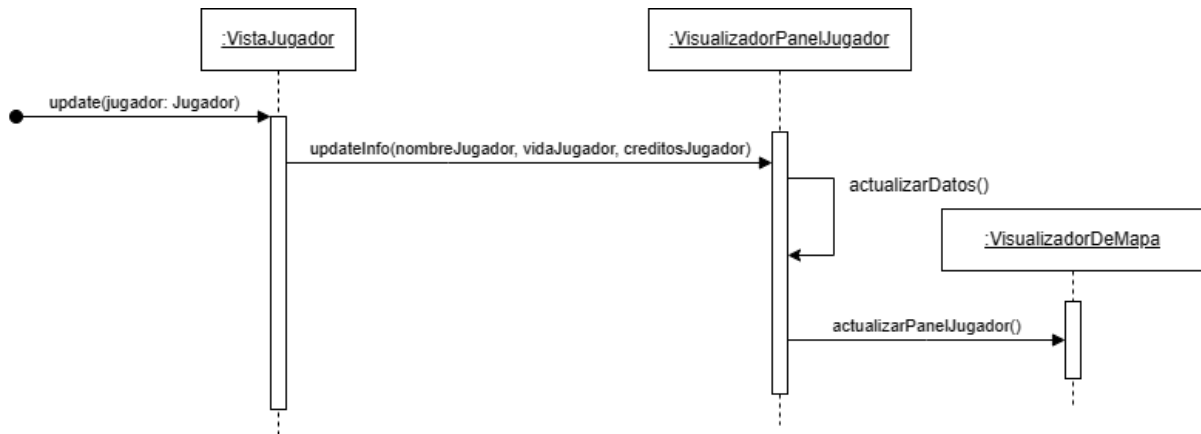 :VistaJugador
:VisualizadorPanelJugador
update(jugador: Jugador)
updateInfo(nombreJugador, vidaJugador, creditosJugador)
actualizarDatos()
:VisualizadorDeMapa
actualizarPanelJugador()